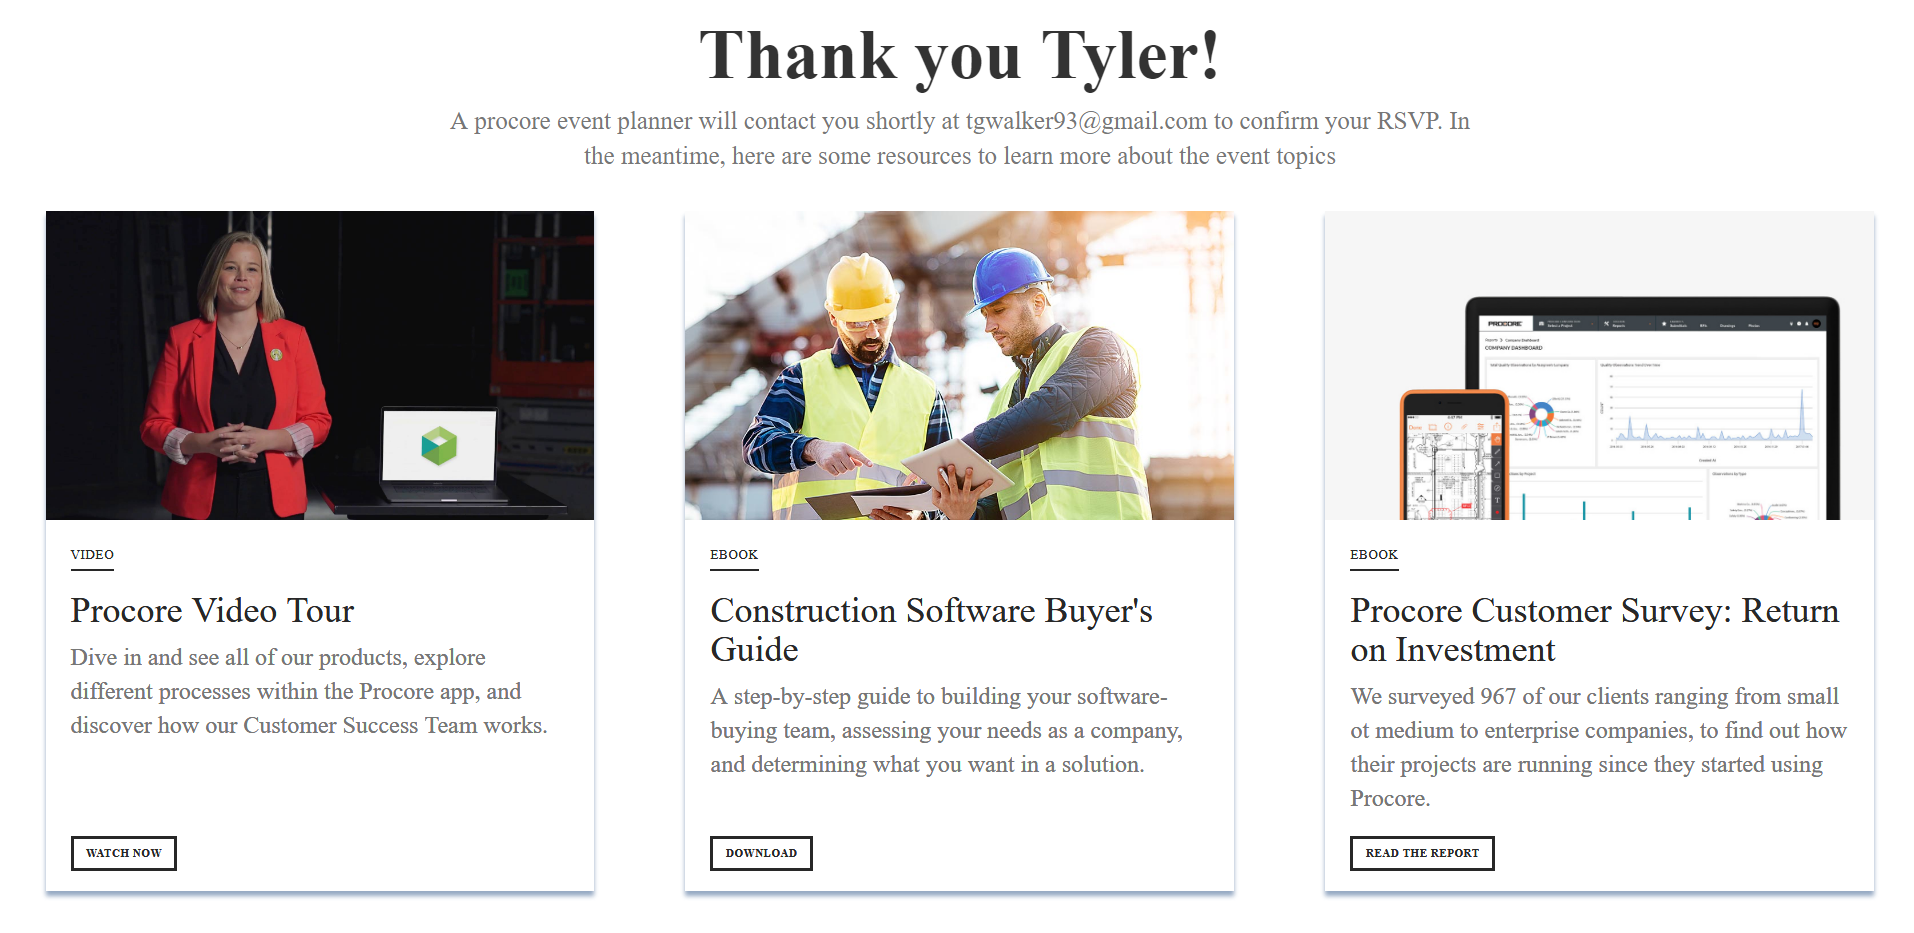 Thank you Tyler!
A procore event planner will contact you shortly at tgwalker93@gmail.com to confirm your RSVP. In
the meantime, here are some resources to learn more about the event topics
PROCORE
COMPANY DASHBOARD
VIDEO
Procore Video Tour
Dive in and see all of our products, explore
different processes within the Procore app, and
discover how our Customer Success Team works.
WATCH NOW
EBOOK
Construction Software Buyer's
Guide
A step-by-step guide to building your software-
buying team, assessing your needs as a company,
and determining what you want in a solution.
DOWNLOAD
EBOOK
Procore Customer Survey: Return
on Investment
We surveyed 967 of our clients ranging from small
ot medium to enterprise companies, to find out how
their projects are running since they started using
Procore.
READ THE REPORT